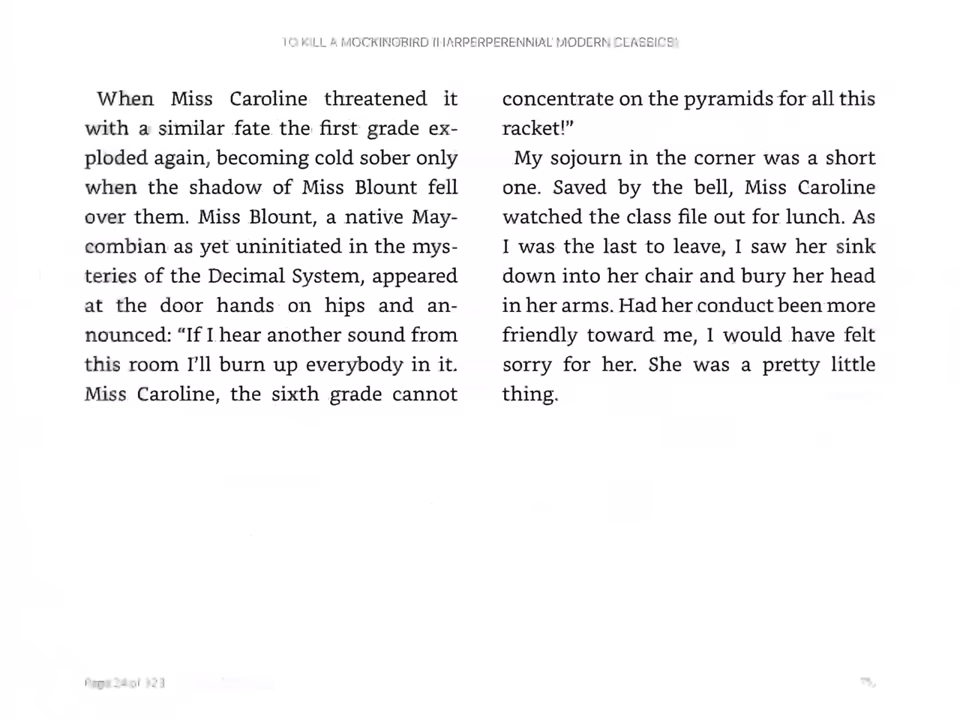 TO KILL A MOCKINGBIRD (HARPERPERENNIAL MODERN CLASSICS)
When Miss Caroline threatened it
with a similar fate the first grade ex-
ploded again, becoming cold sober only
when the shadow of Miss Blount fell
over them. Miss Blount, a native May-
combian as yet uninitiated in the mys-
teries of the Decimal System, appeared
at the door hands on hips and an-
nounced: “If I hear another sound from
this room I’ll burn up everybody in it.
Miss Caroline, the sixth grade cannot
concentrate on the pyramids for all this
racket!”
My sojourn in the corner was a short
one. Saved by the bell, Miss Caroline
watched the class file out for lunch. As
I was the last to leave, I saw her sink
down into her chair and bury her head
in her arms. Had her conduct been more
friendly toward me, I would have felt
sorry for her. She was a pretty little
thing.
Page 24 of 323